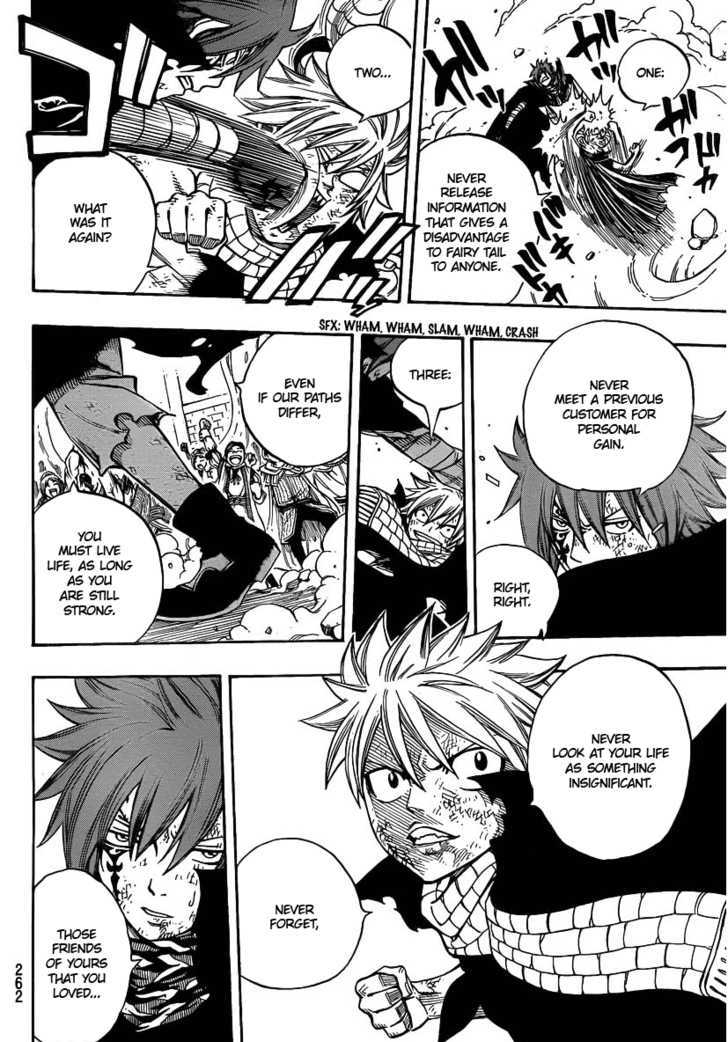 ONE:
NEVER
RELEASE
INFORMATION
THAT GIVES A
DISADVANTAGE
TO FAIRY TAIL
TO ANYONE.
TWO...
WHAT
WAS IT
AGAIN?
SFX: WHAM, WHAM, SLAM, WHAM, CRASH
NEVER
MEET A PREVIOUS
CUSTOMER FOR
PERSONAL
GAIN.
RIGHT,
RIGHT.
THREE:
EVEN
IF OUR PATHS
DIFFER,
YOU
MUST LIVE
LIFE, AS LONG
AS YOU
ARE STILL
STRONG.
NEVER
LOOK AT YOUR LIFE
AS SOMETHING
INSIGNIFICANT.
NEVER
FORGET,
THOSE
FRIENDS
OF YOURS
THAT YOU
LOVED...
262